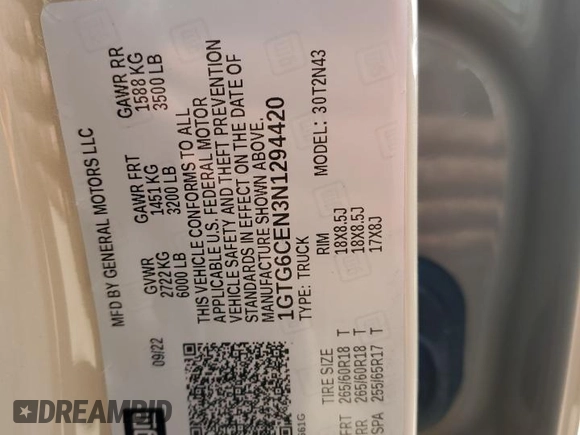 MFD BY GENERAL MOTORS LLC
09/22 GVWR GAWR FRT GAWR RR
2722 KG 1451 KG 1588 KG
6000 LB 3200 LB 3500 LB
THIS VEHICLE CONFORMS TO ALL
APPLICABLE U.S. FEDERAL MOTOR
VEHICLE SAFETY AND THEFT PREVENTION
STANDARDS IN EFFECT ON THE DATE OF
MANUFACTURE SHOWN ABOVE.
1GTG6CEN3N1294420
TYPE: TRUCK MODEL: 30T2N43
TIRE SIZE RIM
FRT 265/60R18 T 18X8.5J
RR 265/60R18 T 18X8.5J
SPA 255/65R17 T 17X8J
DREAMBID